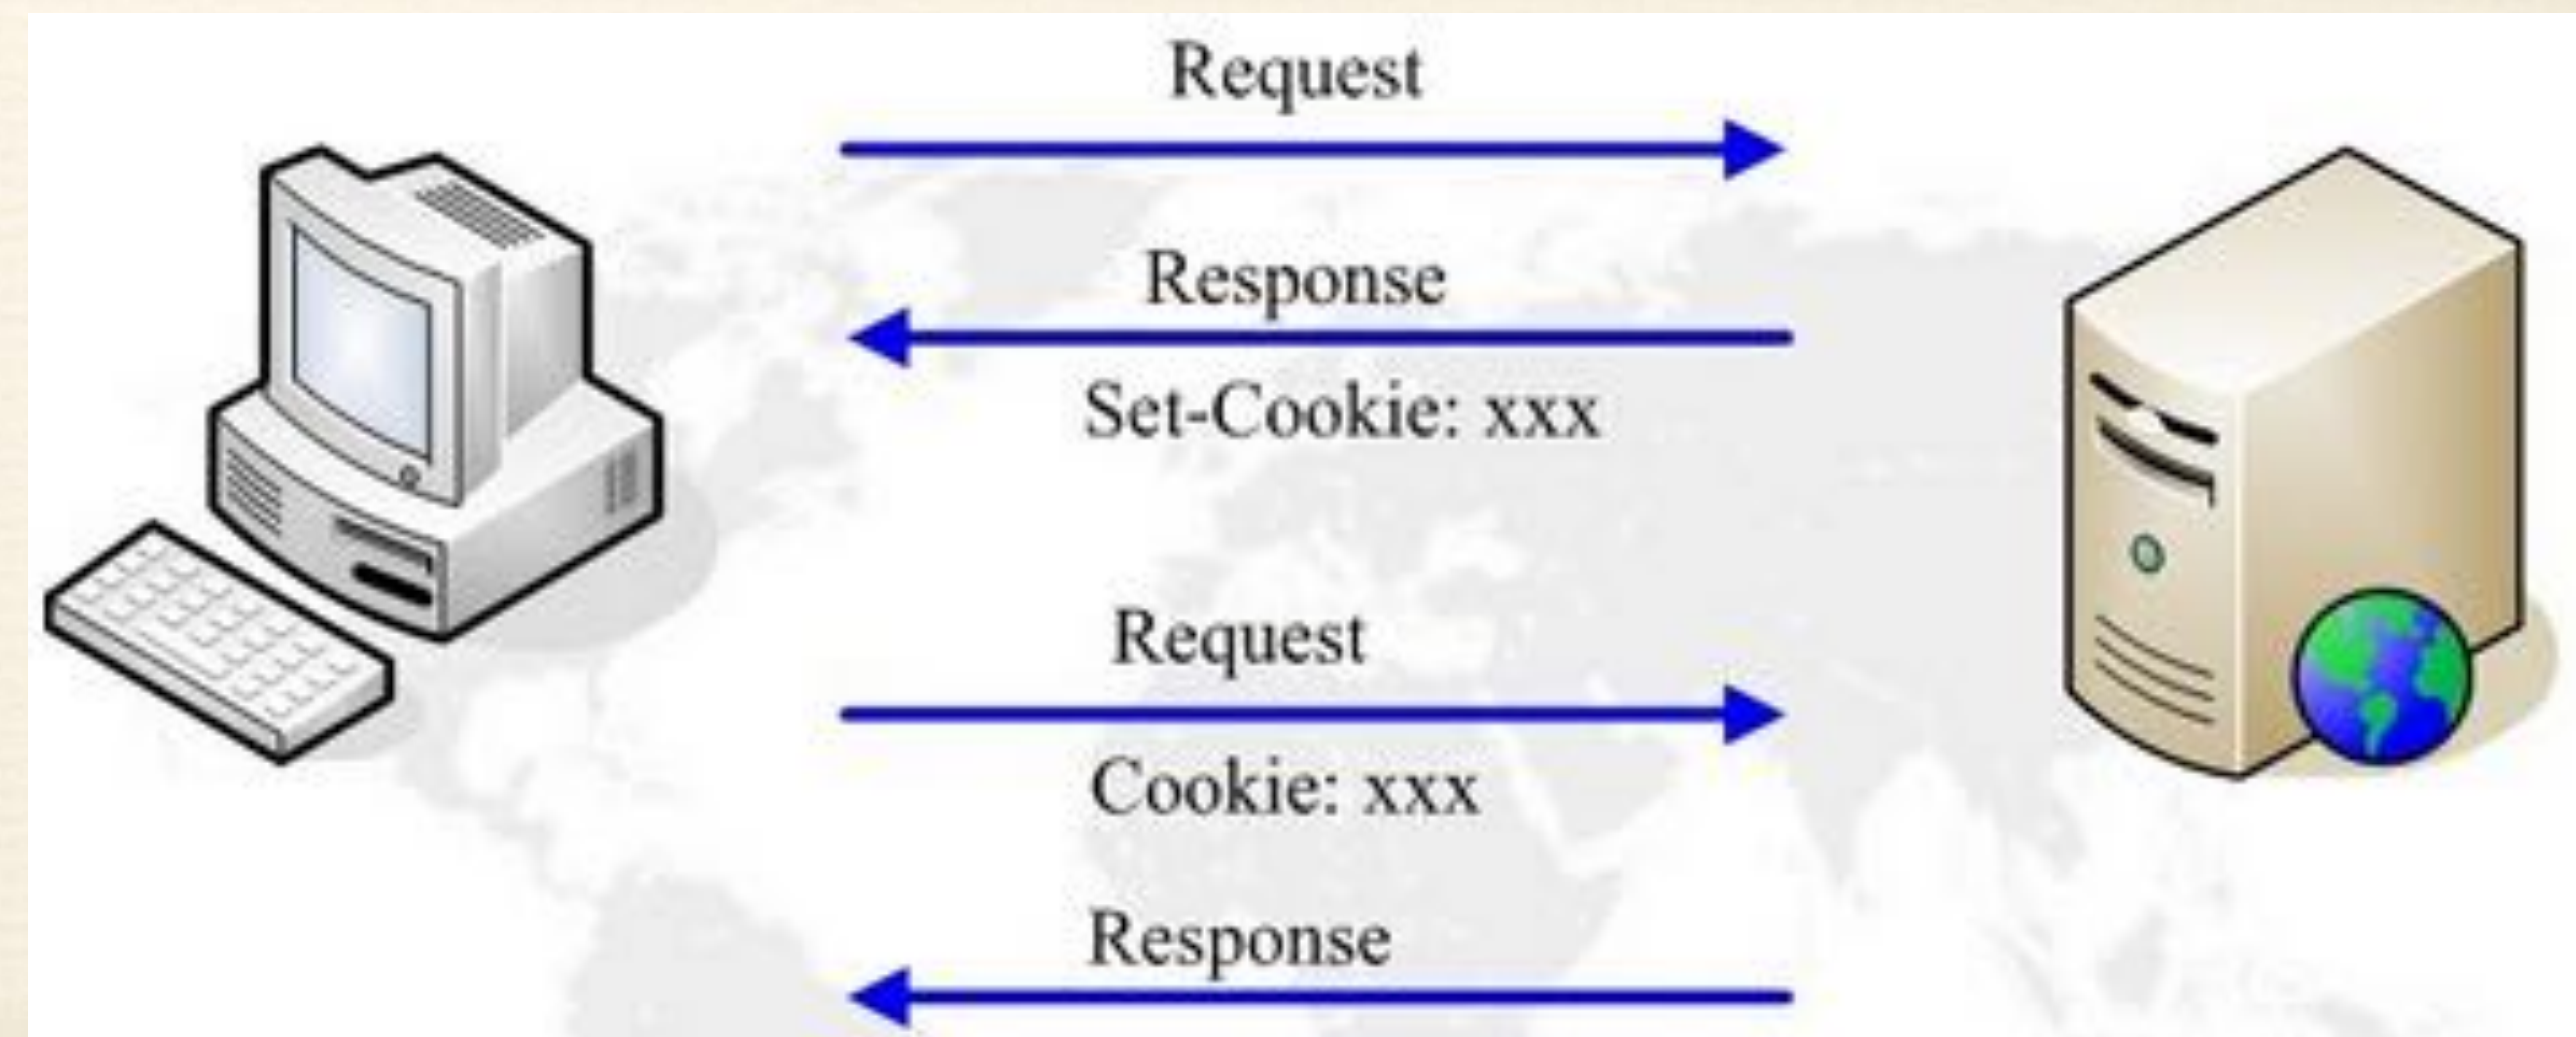 Request
Response
Set-Cookie: xxx
Request
Cookie: xxx
Response